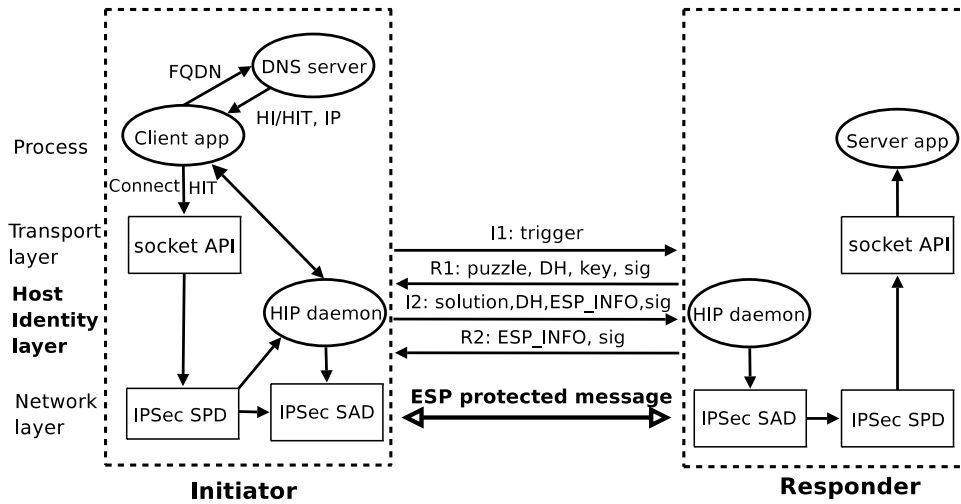 DNS server
FQDN
HI/HIT, IP
Process
Client app
Server app
Connect HIT
Transport
layer
socket API
socket API
I1: trigger
R1: puzzle, DH, key, sig
Host
Identity
layer
HIP daemon
I2: solution,DH,ESP_INFO,sig
HIP daemon
R2: ESP_INFO, sig
Network
layer
IPSec SPD
IPSec SAD
ESP protected message
IPSec SAD
IPSec SPD
Initiator
Responder